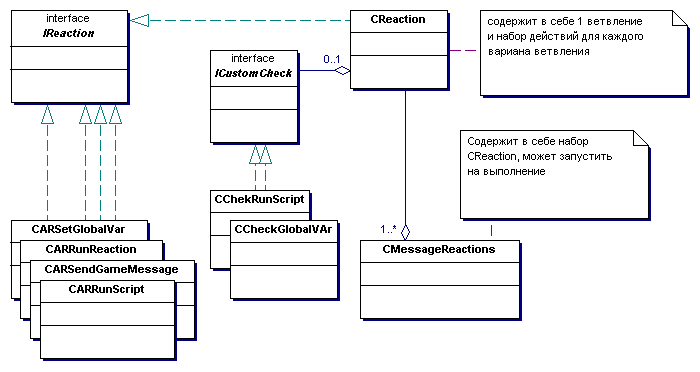 interface
IReaction
CReaction
содержит в себе 1 ветвление
и набор действий для каждого
вариана ветвления
interface
ICustomCheck
0..1
Содержит в себе набор
CReaction, может запустить
на выполнение
CARSetGlobalVar
CARRunReaction
CARSendGameMessage
CARRunScript
CChekRunScript
CCheckGlobalVAr
1..*
CMessageReactions